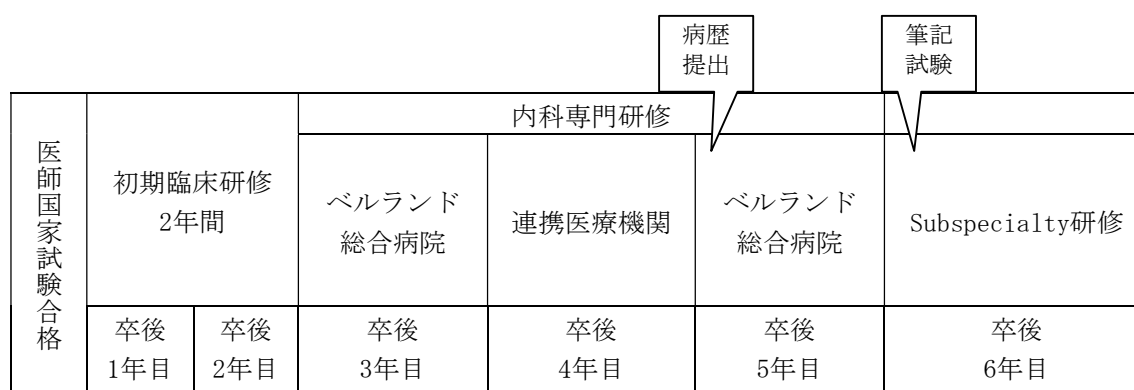 病歴
提出
筆記
試験
内科専門研修
医師国家試験合格
初期臨床研修
2年間
ベルランド
総合病院
連携医療機関
ベルランド
総合病院
Subspecialty研修
卒後
1年目
卒後
2年目
卒後
3年目
卒後
4年目
卒後
5年目
卒後
6年目